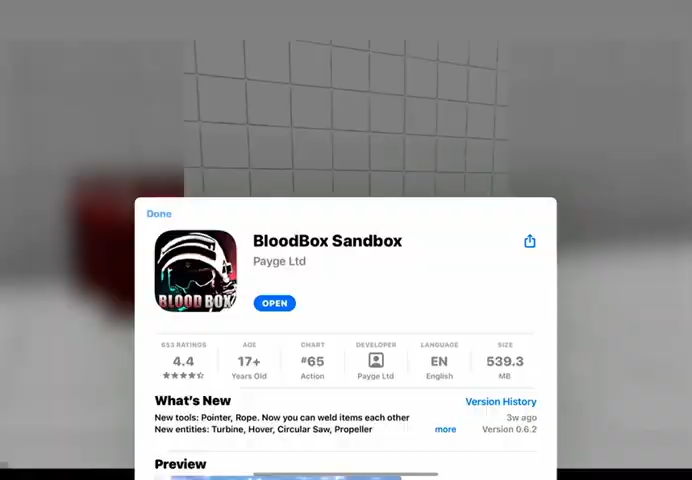 Done
BLOOD BOX
BloodBox Sandbox
Payge Ltd
OPEN
653 RATINGS
4.4
AGE
17+
Years Old
CHART
#65
Action
DEVELOPER
Payge Ltd
LANGUAGE
EN
English
SIZE
539.3
MB
What's New
Version History
New tools: Pointer, Rope. Now you can weld items each other
3w ago
New entities: Turbine, Hover, Circular Saw, Propeller
more
Version 0.6.2
Preview